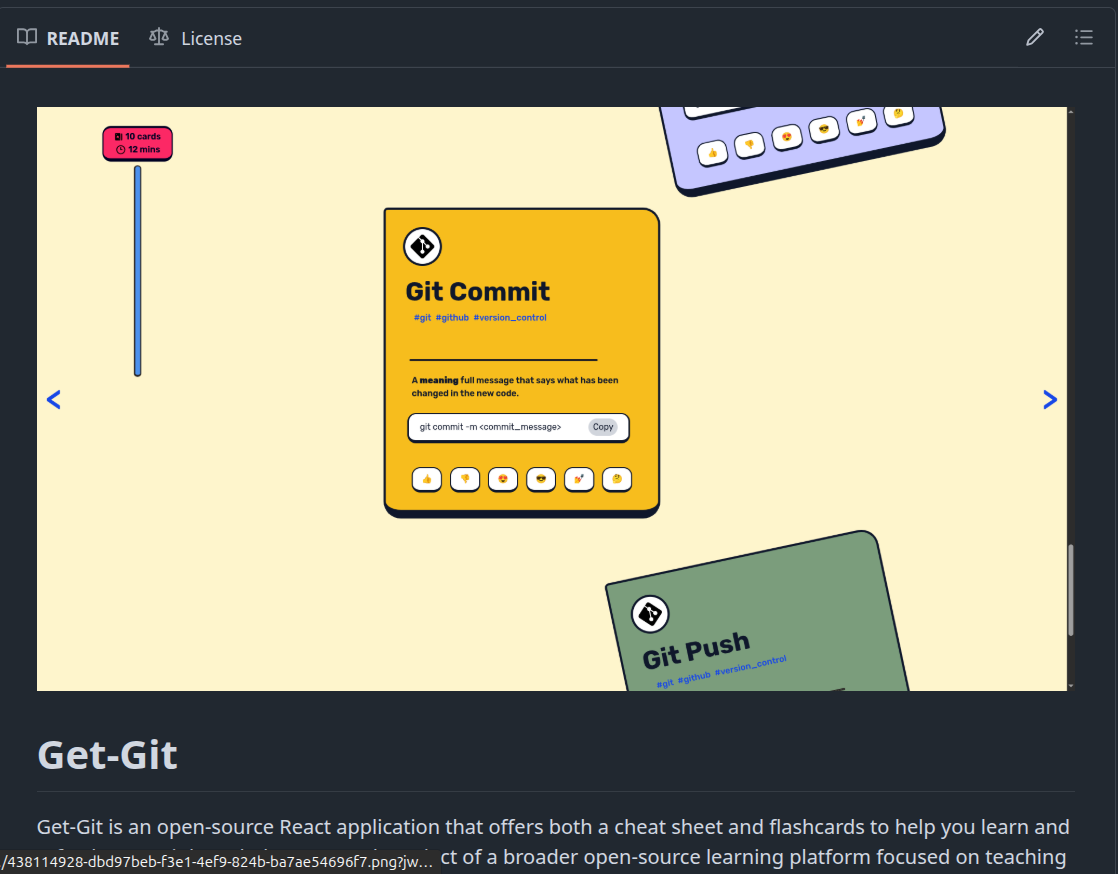 README
License
10 cards
12 mins
Git Commit
#git #github #version_control
A meaning full message that says what has been
changed in the new code.
git commit -m <commit_message>
Copy
<
>
Git Push
#git #github #version_control
Get-Git
Get-Git is an open-source React application that offers both a cheat sheet and flashcards to help you learn and
ct of a broader open-source learning platform focused on teaching
/438114928-dbd97beb-f3e1-4ef9-824b-ba7ae54696f7.png?jw…